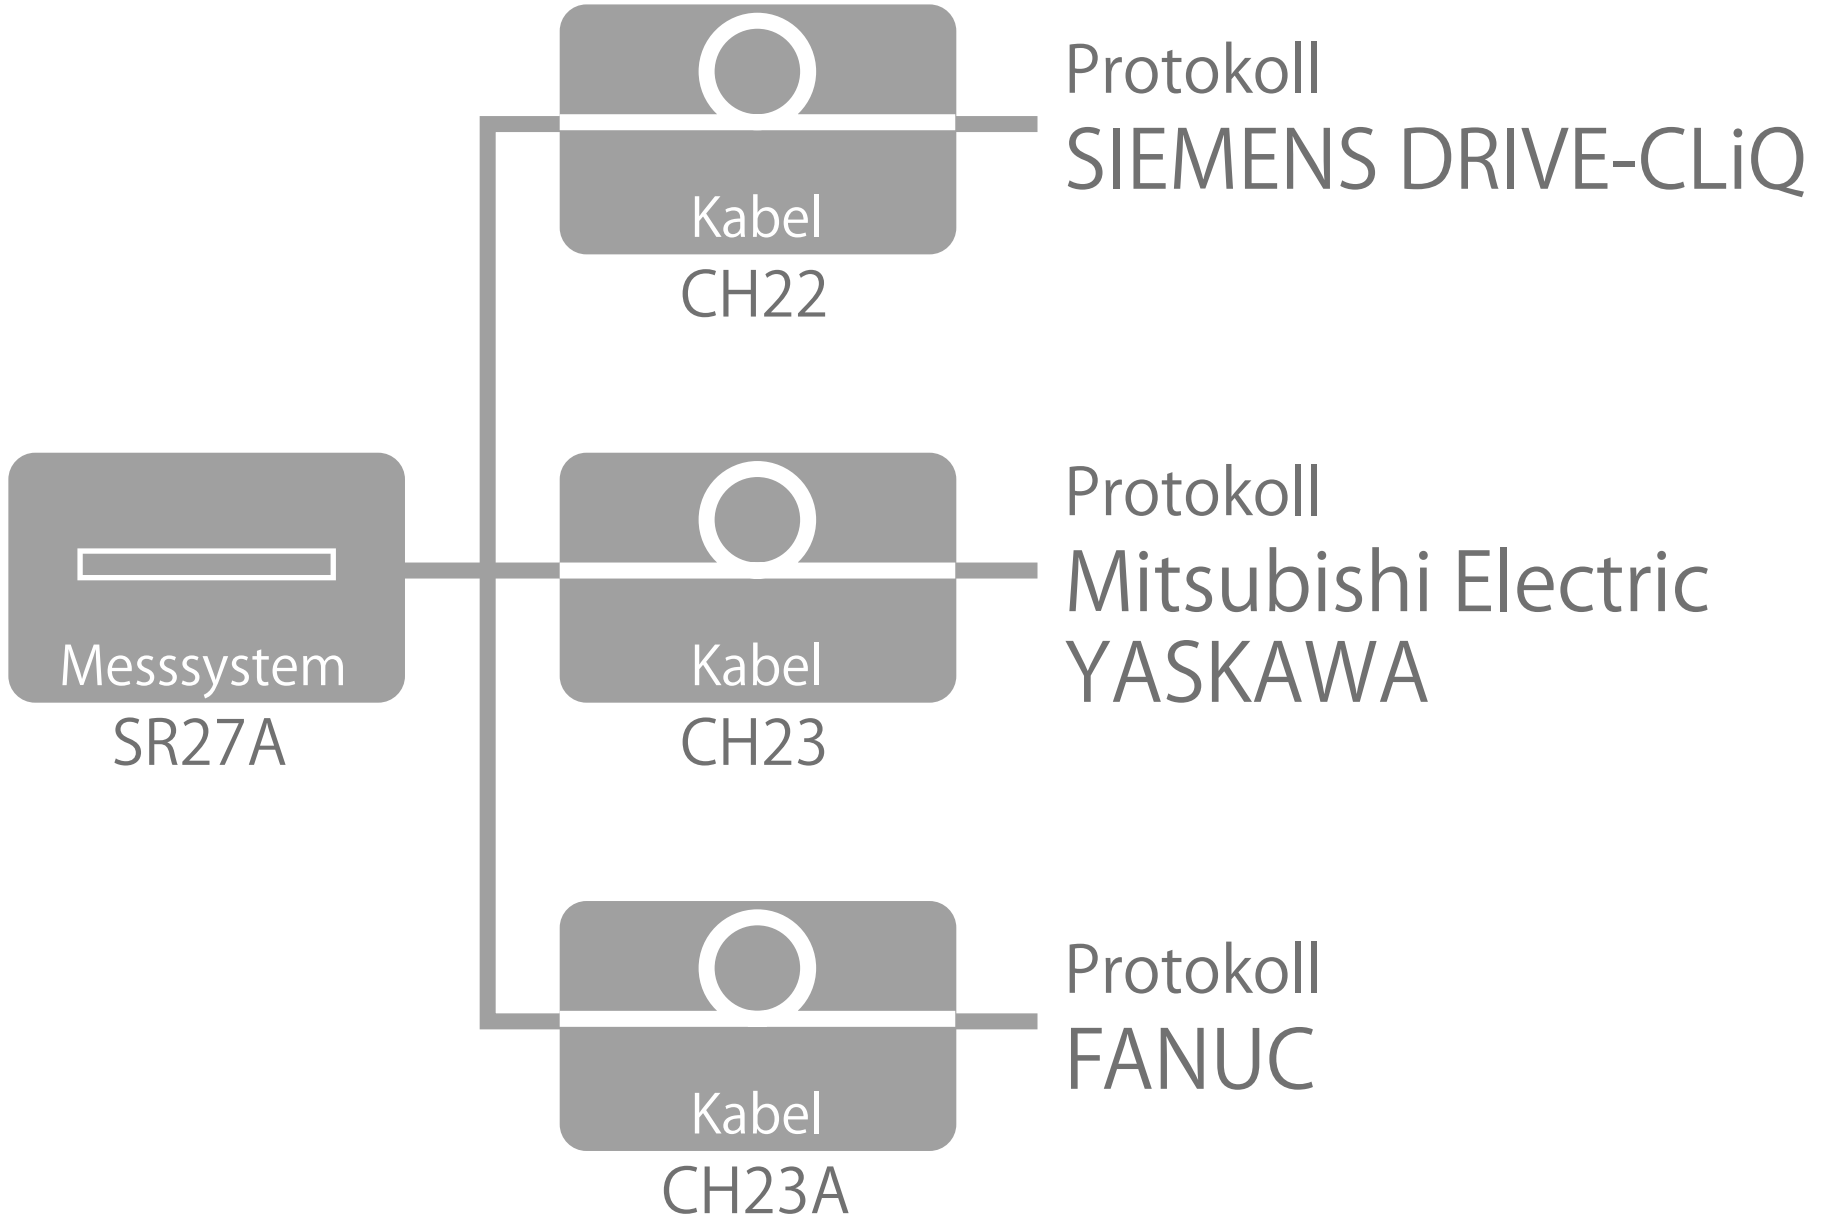 Protokoll
SIEMENS DRIVE-CLiQ
Kabel
CH22
Messsystem
SR27A
Kabel
CH23
Protokoll
Mitsubishi Electric
YASKAWA
Kabel
CH23A
Protokoll
FANUC